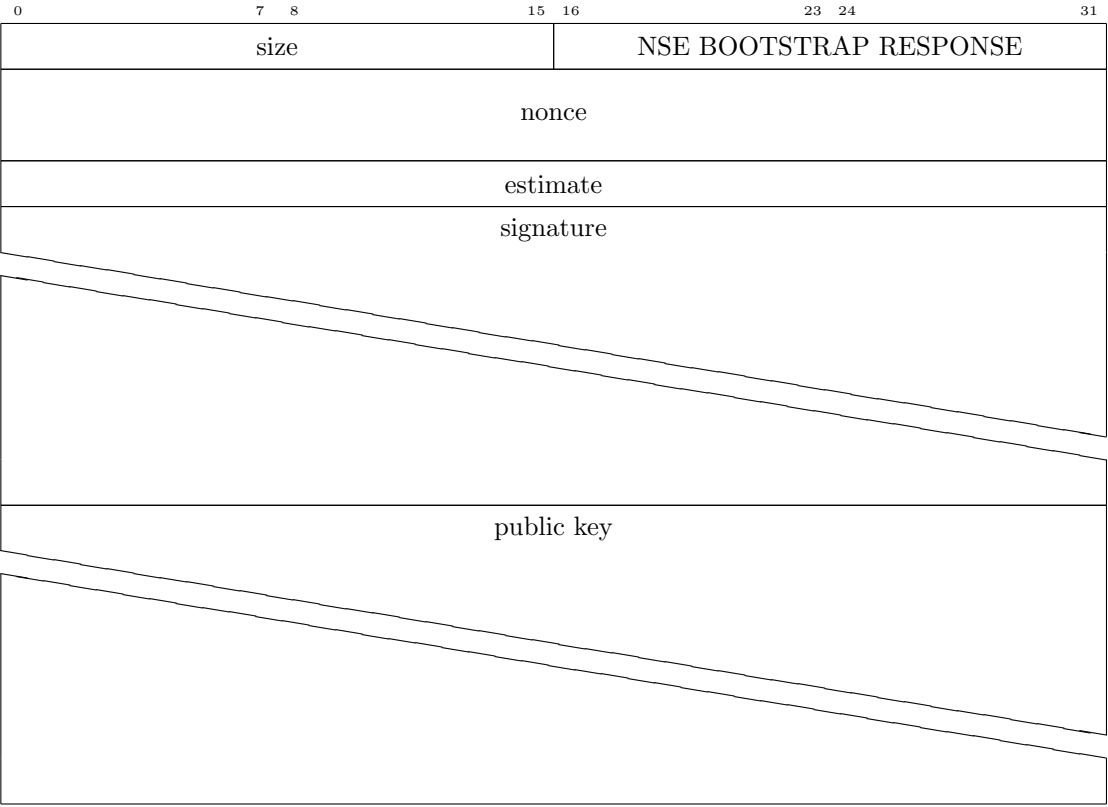 0 7 8 15 16 23 24 31
size NSE BOOTSTRAP RESPONSE
nonce
estimate
signature
public key